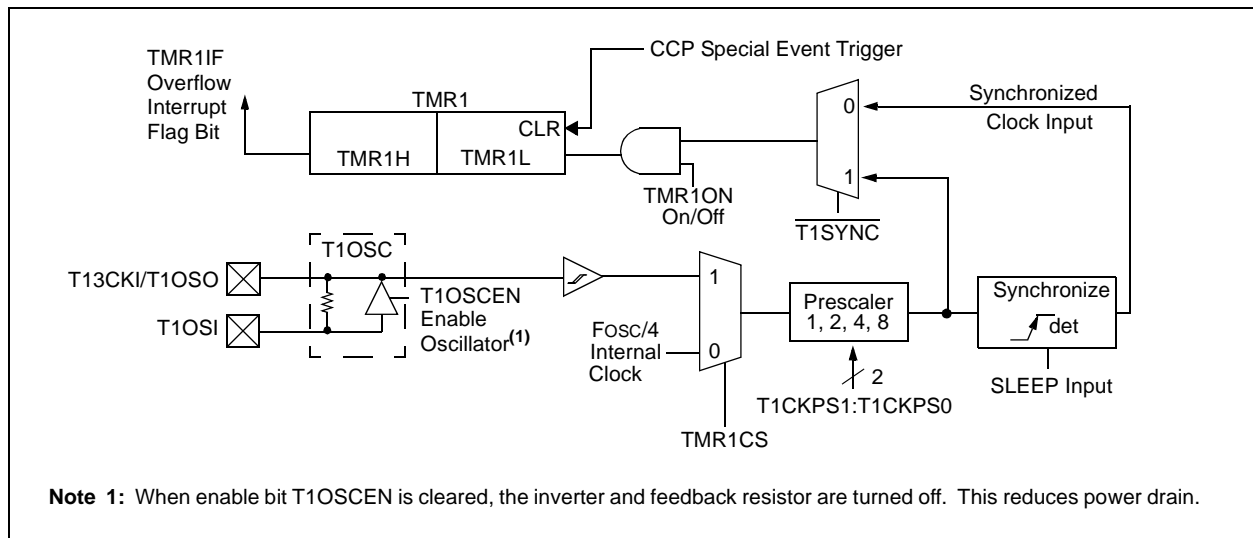 CCP Special Event Trigger
TMR1IF
Overflow
Interrupt
Flag Bit
TMR1
CLR
TMR1H
TMR1L
TMR1ON
On/Off
0
1
T1SYNC
Synchronized
Clock Input
T1OSC
T13CKI/T1OSO
T1OSI
T1OSCEN
Enable
Oscillator(1)
FOSC/4
Internal
Clock
1
0
TMR1CS
Prescaler
1, 2, 4, 8
2
T1CKPS1:T1CKPS0
Synchronize
det
SLEEP Input
Note 1: When enable bit T1OSCEN is cleared, the inverter and feedback resistor are turned off. This reduces power drain.